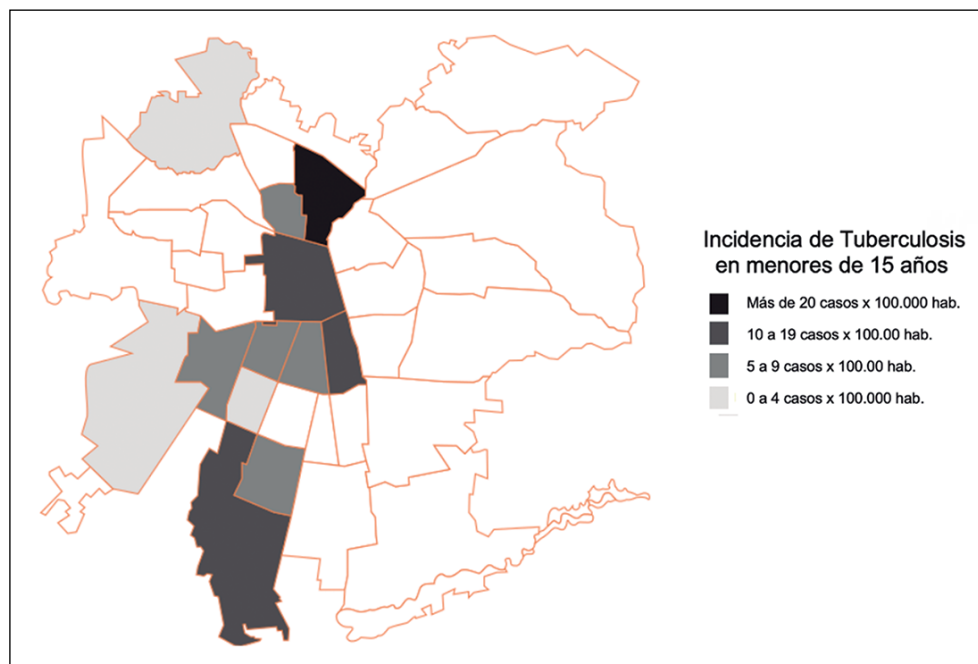 Incidencia de Tuberculosis
en menores de 15 años
Más de 20 casos x 100.000 hab.
10 a 19 casos x 100.00 hab.
5 a 9 casos x 100.00 hab.
0 a 4 casos x 100.000 hab.